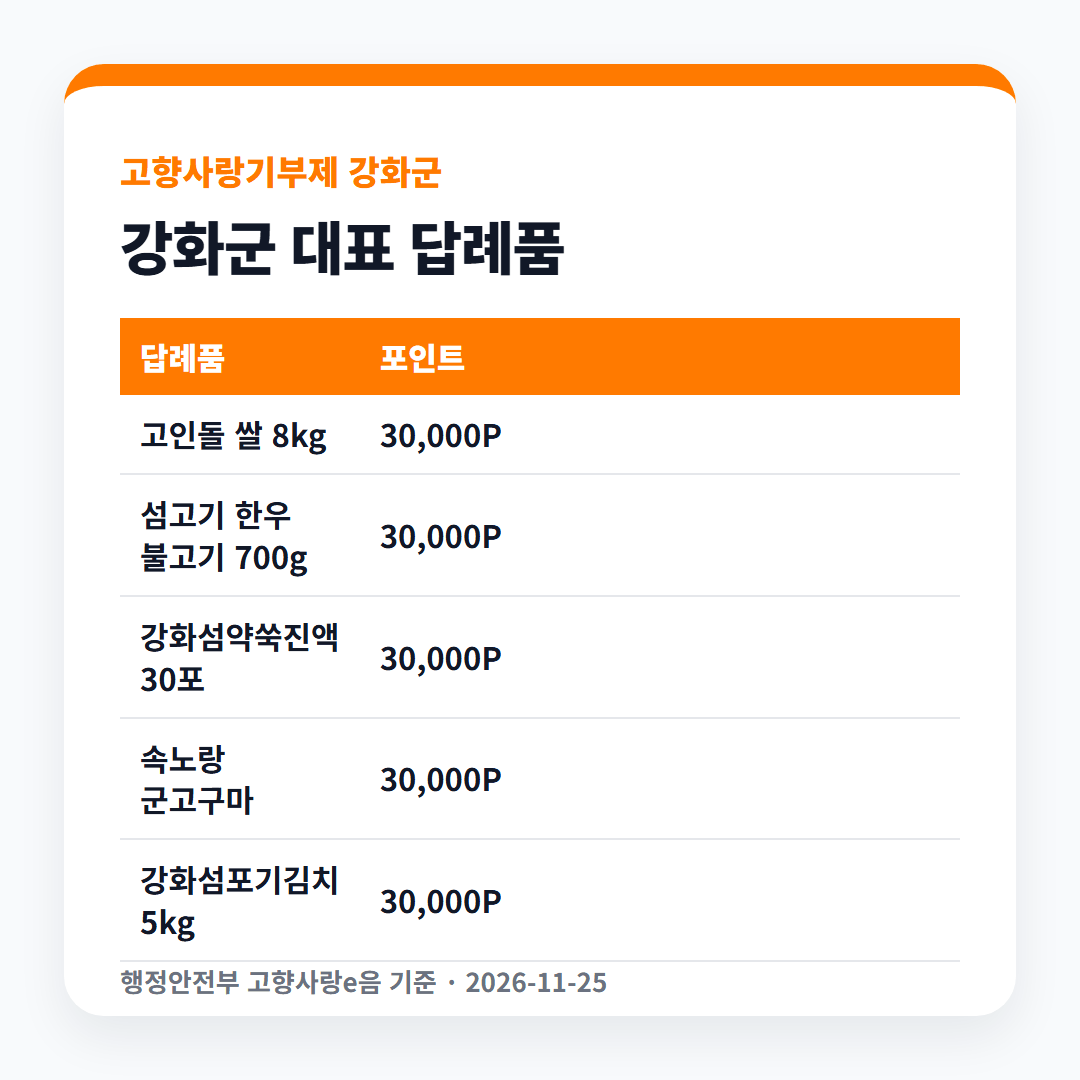 고향사랑기부제 강화군
강화군 대표 답례품
답례품 포인트
고인돌 쌀 8kg 30,000P
섬고기 한우
불고기 700g
30,000P
강화섬약쑥진액
30포
30,000P
속노랑
군고구마
30,000P
강화섬포기김치
5kg
30,000P
행정안전부 고향사랑e음 기준 · 2026-11-25